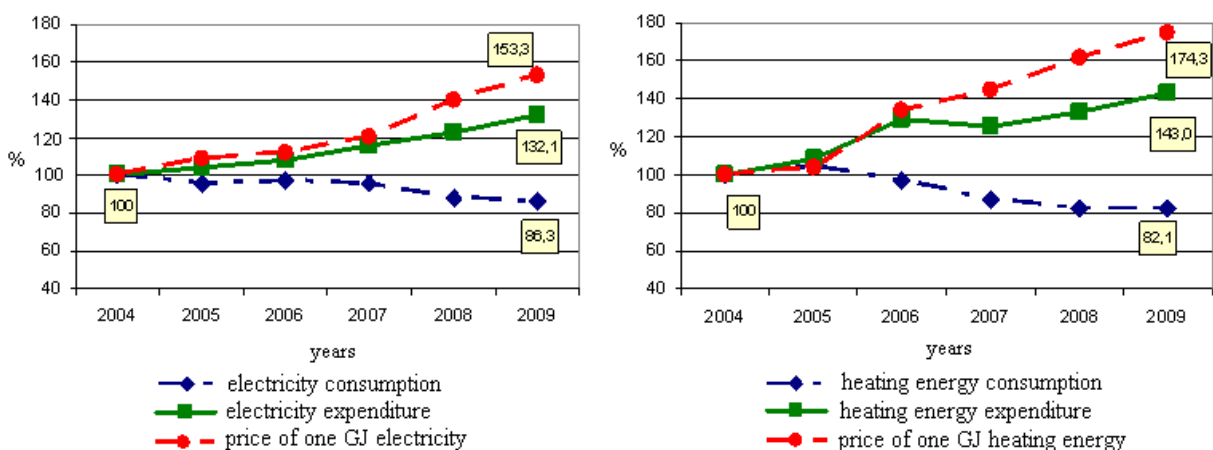 180
160
140
120
100
80
60
40
%
153,3
132,1
100
86,3
2004 2005 2006 2007 2008 2009
years
electricity consumption
electricity expenditure
price of one GJ electricity
180
160
140
120
100
80
60
40
%
174,3
143,0
100
82,1
2004 2005 2006 2007 2008 2009
years
heating energy consumption
heating energy expenditure
price of one GJ heating energy